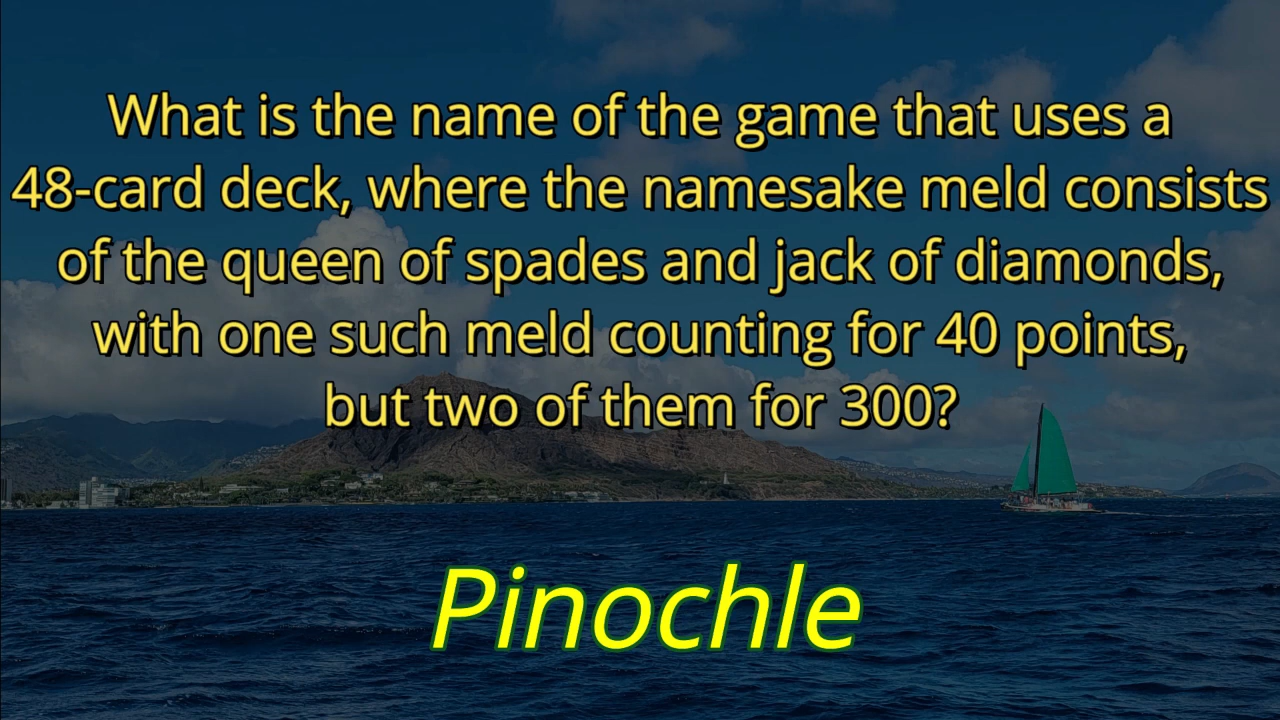 What is the name of the game that uses a
48-card deck, where the namesake meld consists
of the queen of spades and jack of diamonds,
with one such meld counting for 40 points,
but two of them for 300?
Pinochle